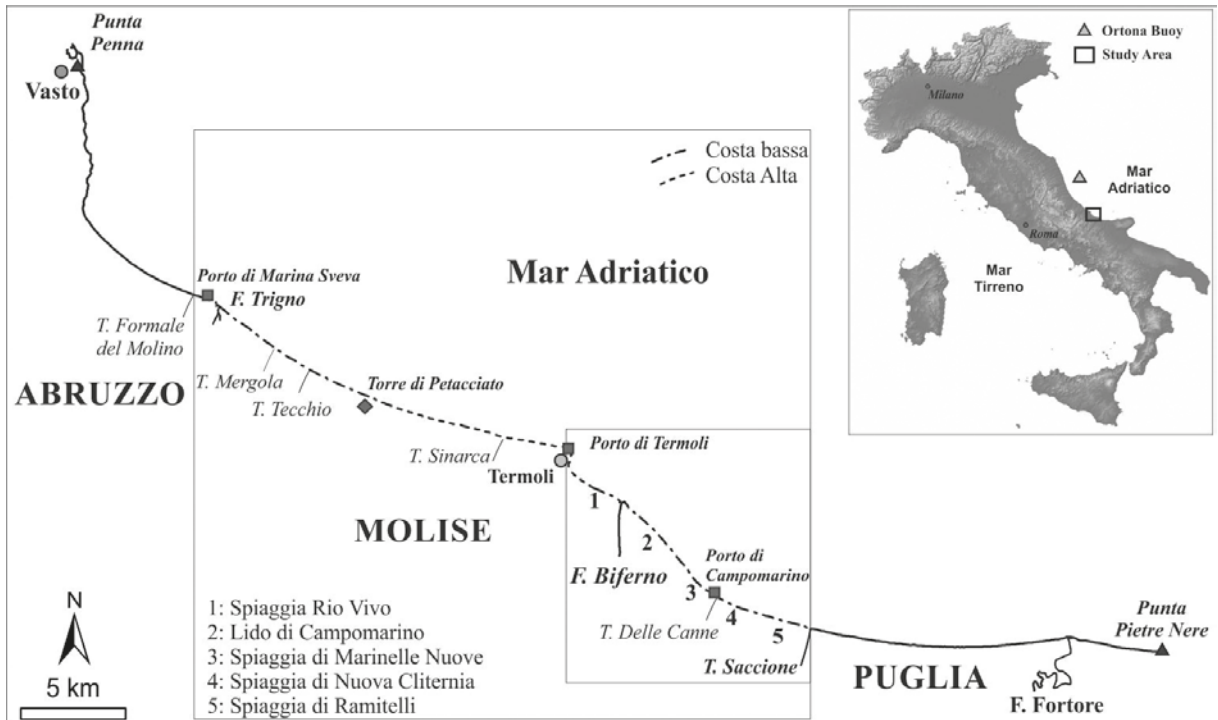 Punta
Penna
Vasto
Costa bassa
Costa Alta
Mar Adriatico
Porto di Marina Sveva
F. Trigno
T. Formale
del Molino
T. Mergola
ABRUZZO
T. Tecchio
Torre di Petacciato
T. Sinarca
Porto di Termoli
Termoli
MOLISE
1
2
F. Biferno
Porto di
Campomarino
3
4
T. Delle Canne
5
T. Saccione
PUGLIA
Punta
Pietre Nere
F. Fortore
N
5 km
1: Spiaggia Rio Vivo
2: Lido di Campomarino
3: Spiaggia di Marinelle Nuove
4: Spiaggia di Nuova Cliternia
5: Spiaggia di Ramitelli
Ortona Buoy
Study Area
Milano
Mar
Adriatico
Roma
Mar
Tirreno